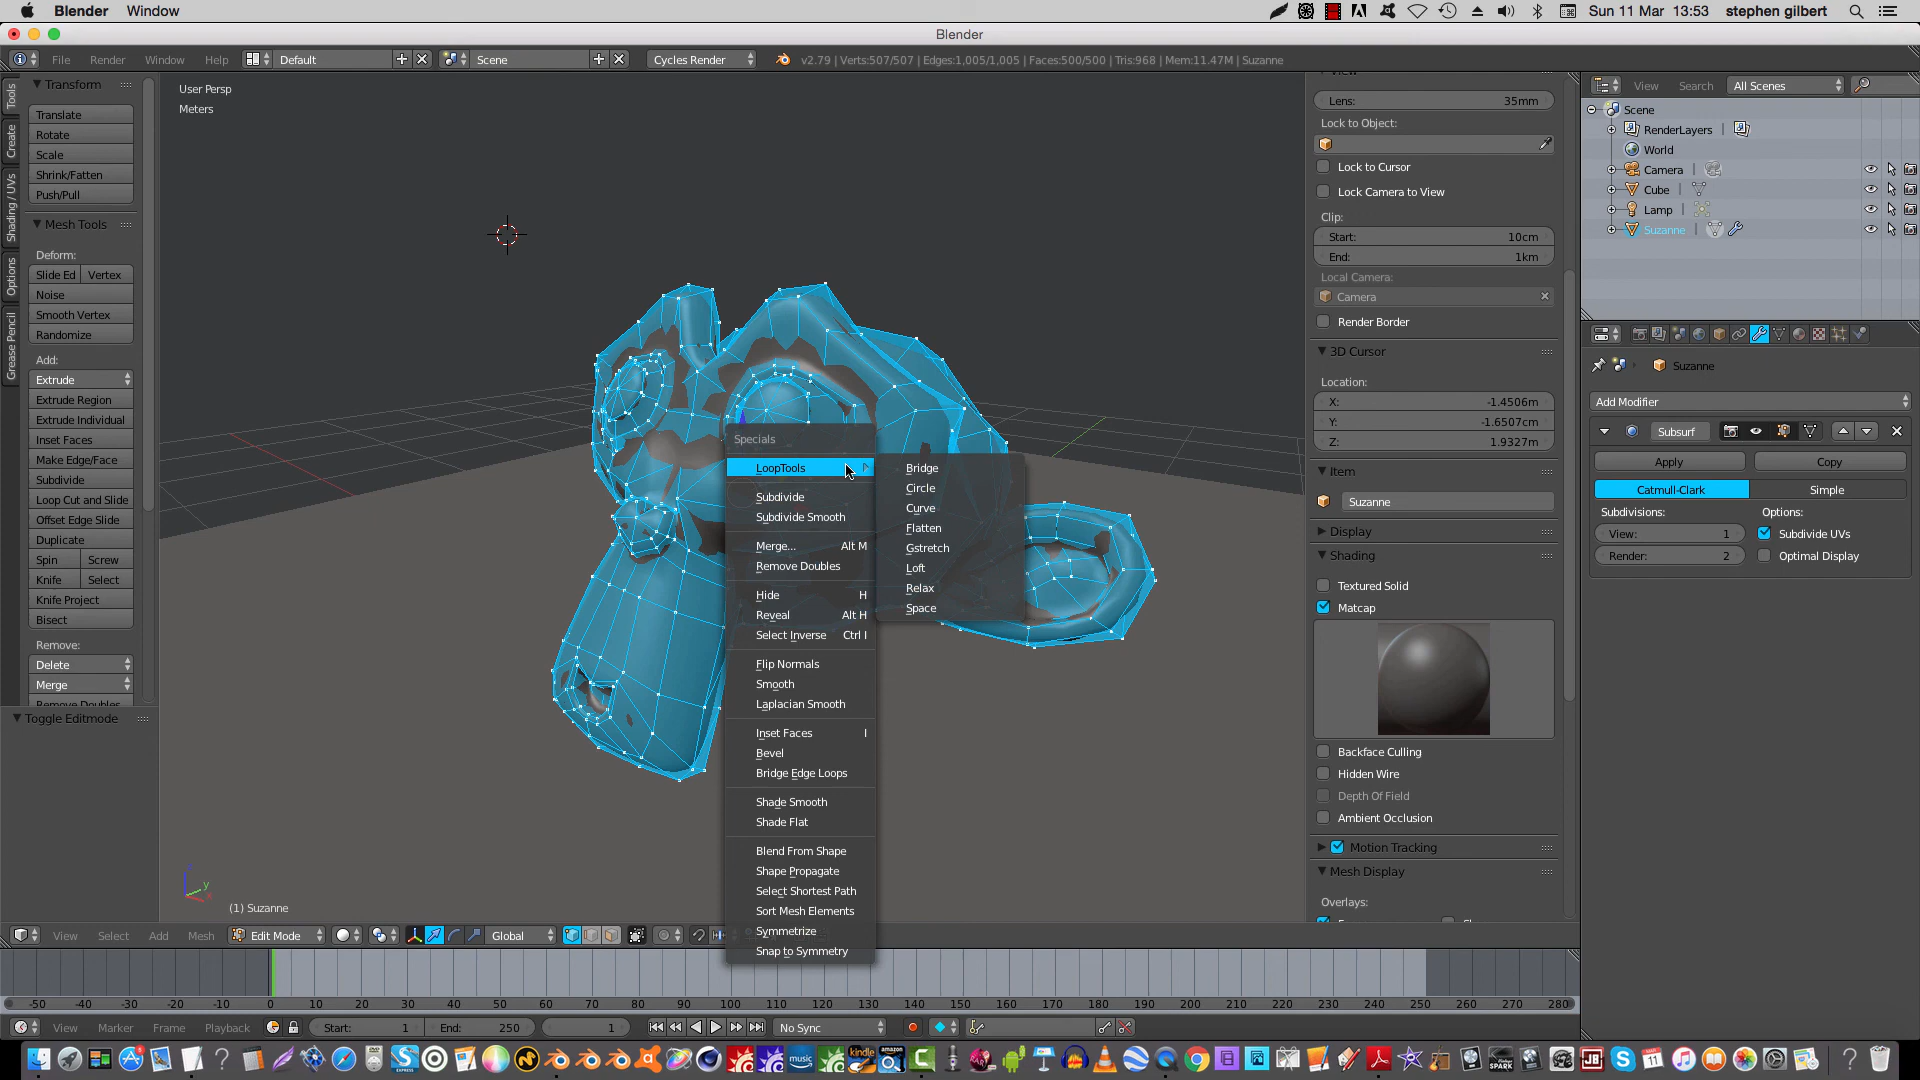 Blender Window Sun 11 Mar 13:53 stephen gilbert
Blender
File Render Window Help Default Scene Cycles Render v2.79 | Verts:507/507 | Edges:1,005/1,005 | Faces:500/500 | Tris:968 | Mem:11.47M | Suzanne
Tools
Create
Shading / UVs
Options
Grease Pencil
Transform
Translate
Rotate
Scale
Shrink/Fatten
Push/Pull
Mesh Tools
Deform:
Slide Ed Vertex
Noise
Smooth Vertex
Randomize
Add:
Extrude
Extrude Region
Extrude Individual
Inset Faces
Make Edge/Face
Subdivide
Loop Cut and Slide
Offset Edge Slide
Duplicate
Spin Screw
Knife Select
Knife Project
Bisect
Remove:
Delete
Merge
Remove Doubles
Toggle Editmode
User Persp
Meters
(1) Suzanne
Specials
LoopTools
Subdivide
Subdivide Smooth
Merge... Alt M
Remove Doubles
Hide H
Reveal Alt H
Select Inverse Ctrl I
Flip Normals
Smooth
Laplacian Smooth
Inset Faces I
Bevel
Bridge Edge Loops
Shade Smooth
Shade Flat
Blend From Shape
Shape Propagate
Select Shortest Path
Sort Mesh Elements
Symmetrize
Snap to Symmetry
Bridge
Circle
Curve
Flatten
Gstretch
Loft
Relax
Space
View
Lens: 35mm
Lock to Object:
Lock to Cursor
Lock Camera to View
Clip:
Start: 10cm
End: 1km
Local Camera:
Camera
Render Border
3D Cursor
Location:
X: -1.4506m
Y: -1.6507cm
Z: 1.9327m
Item
Suzanne
Display
Shading
Textured Solid
Matcap
Backface Culling
Hidden Wire
Depth Of Field
Ambient Occlusion
Motion Tracking
Mesh Display
Overlays:
View Search All Scenes
Scene
RenderLayers
World
Camera
Cube
Lamp
Suzanne
Suzanne
Add Modifier
Subsurf
Apply Copy
Catmull-Clark Simple
Subdivisions: Options:
View: 1 Subdivide UVs
Render: 2 Optimal Display
View Select Add Mesh Edit Mode Global
-50 -40 -30 -20 -10 0 10 20 30 40 50 60 70 80 90 100 110 120 130 140 150 160 170 180 190 200 210 220 230 240 250 260 270 280
View Marker Frame Playback Start: 1 End: 250 1 No Sync